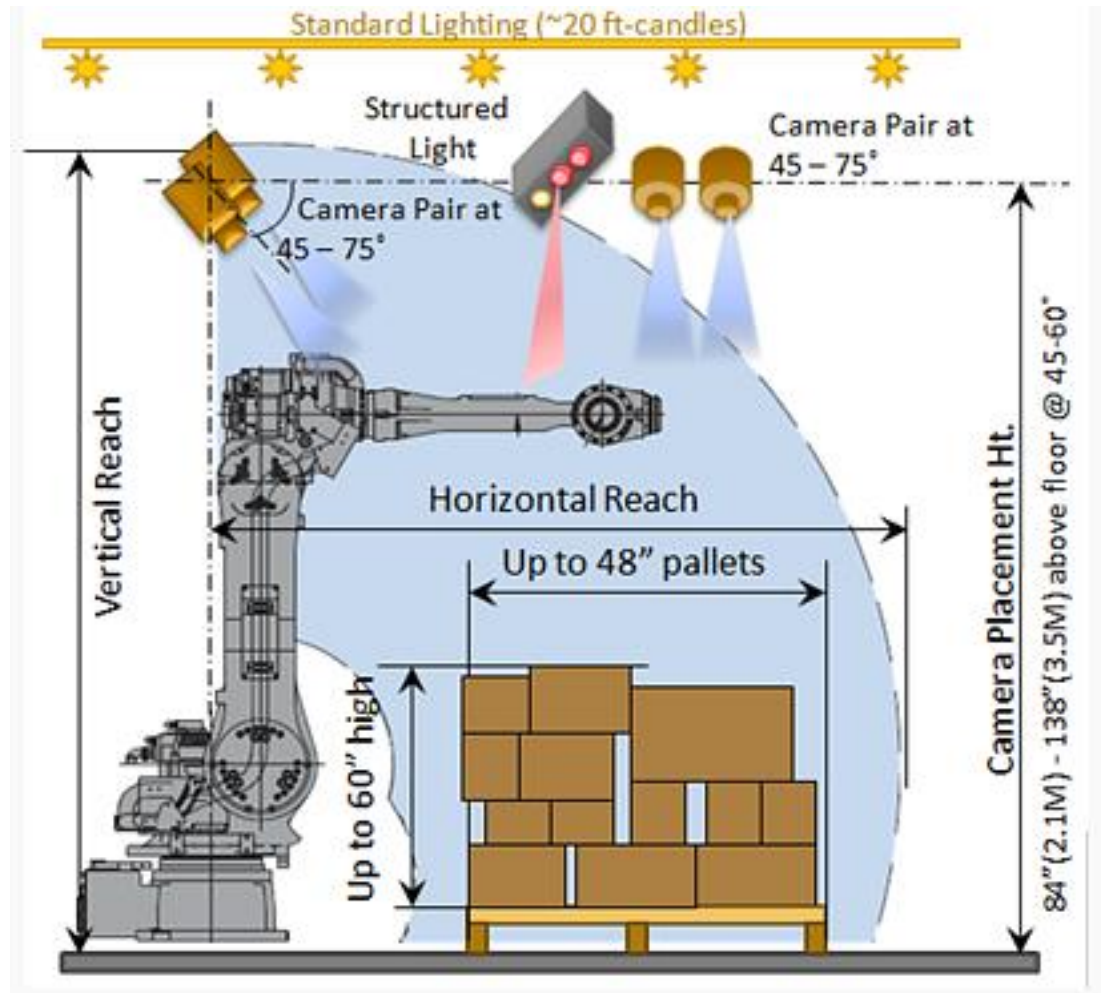 Standard Lighting (~20 ft-candles)
Structured
Light
Camera Pair at
45 – 75˚
Camera Pair at
45 – 75˚
Vertical Reach
Horizontal Reach
Up to 48” pallets
Up to 60” high
Camera Placement Ht.
84”(2.1M) - 138”(3.5M) above floor @ 45-60˚